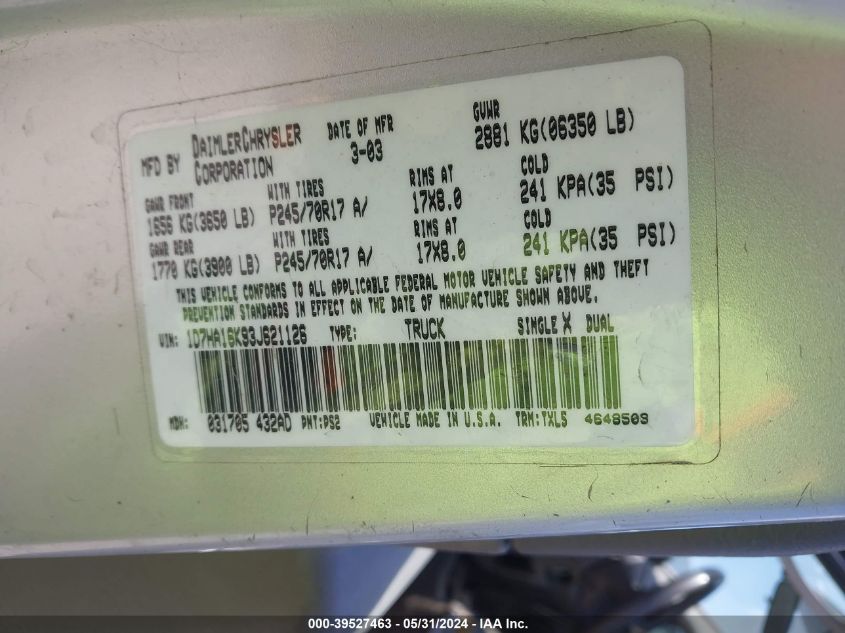 MFD BY DAIMLERCHRYSLER CORPORATION DATE OF MFR 3-03 GVWR 2881 KG(06350 LB)
GAWR FRONT WITH TIRES RIMS AT COLD
1656 KG(3650 LB) P245/70R17 A/ 17X8.0 241 KPA(35 PSI)
GAWR REAR WITH TIRES RIMS AT COLD
1770 KG(3900 LB) P245/70R17 A/ 17X8.0 241 KPA(35 PSI)
THIS VEHICLE CONFORMS TO ALL APPLICABLE FEDERAL MOTOR VEHICLE SAFETY AND THEFT
PREVENTION STANDARDS IN EFFECT ON THE DATE OF MANUFACTURE SHOWN ABOVE.
VIN: 1D7HA16K93J621126 TYPE: TRUCK SINGLE X DUAL
MDH: 031705 432AD PNT:PS2 VEHICLE MADE IN U.S.A. TRM:TXL5 4648509
000-39527463 - 05/31/2024 - IAA Inc.